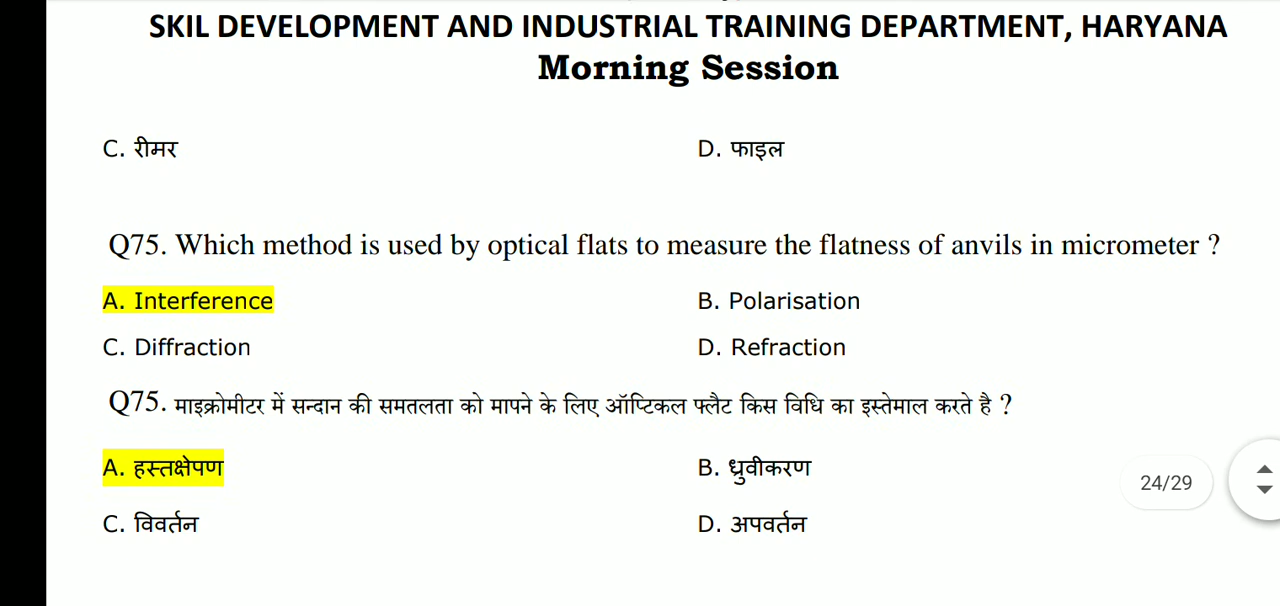 SKIL DEVELOPMENT AND INDUSTRIAL TRAINING DEPARTMENT, HARYANA
Morning Session
C. रीमर D. फाइल
Q75. Which method is used by optical flats to measure the flatness of anvils in micrometer ?
A. Interference B. Polarisation
C. Diffraction D. Refraction
Q75. माइक्रोमीटर में सन्दान की समतलता को मापने के लिए ऑप्टिकल फ्लैट किस विधि का इस्तेमाल करते है ?
A. हस्तक्षेपण B. ध्रुवीकरण
24/29
C. विवर्तन D. अपवर्तन